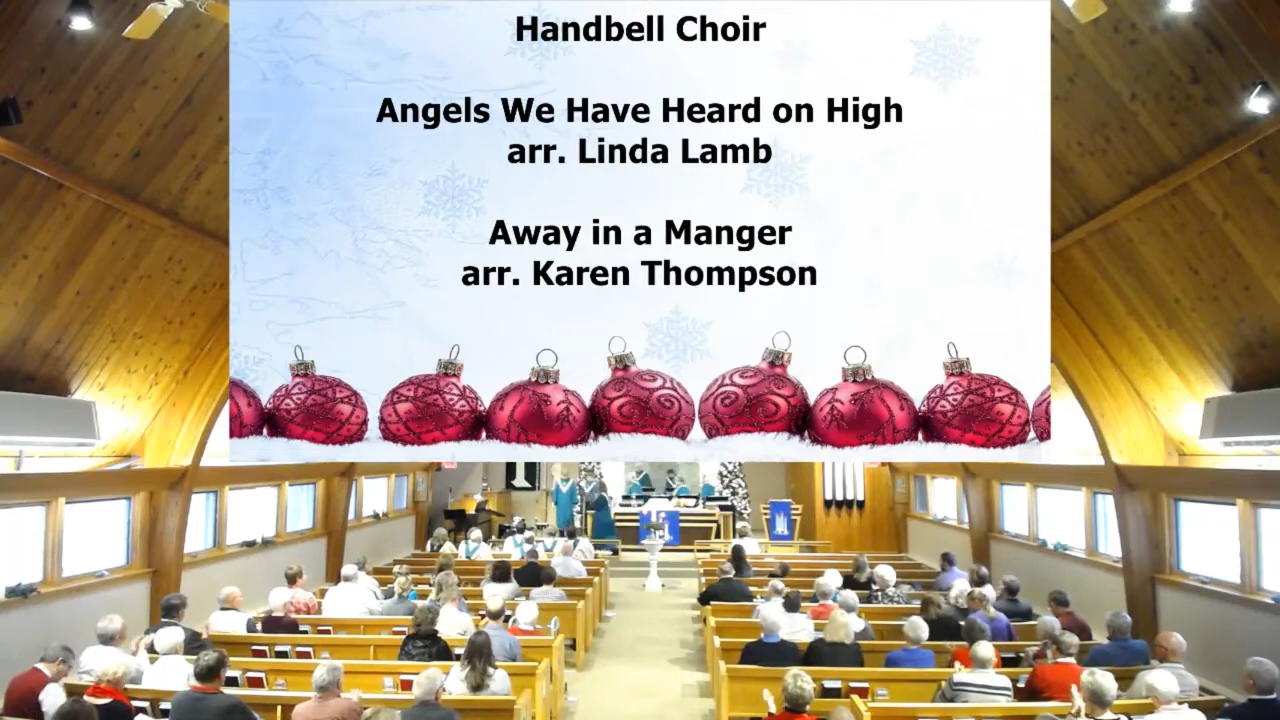 Handbell Choir
Angels We Have Heard on High
arr. Linda Lamb
Away in a Manger
arr. Karen Thompson